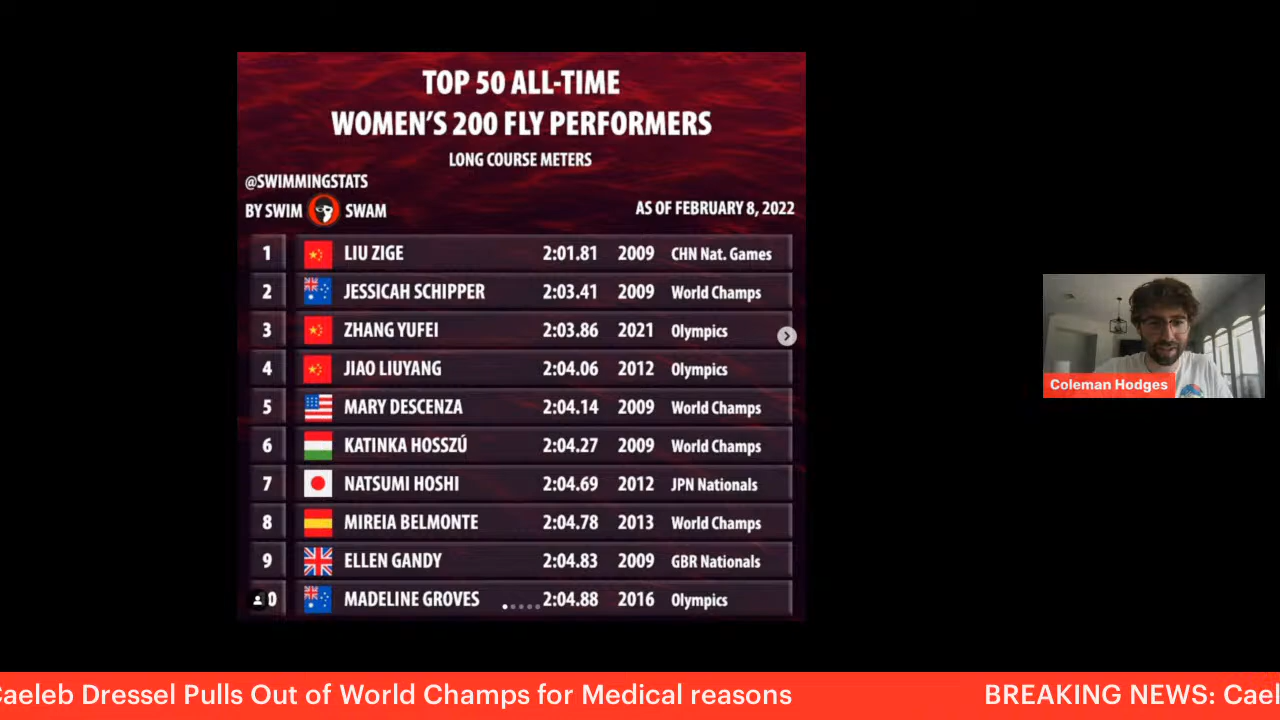 TOP 50 ALL-TIME
WOMEN'S 200 FLY PERFORMERS
LONG COURSE METERS
@SWIMMINGSTATS
BY SWIM SWAM
AS OF FEBRUARY 8, 2022
1 LIU ZIGE 2:01.81 2009 CHN Nat. Games
2 JESSICAH SCHIPPER 2:03.41 2009 World Champs
3 ZHANG YUFEI 2:03.86 2021 Olympics
4 JIAO LIUYANG 2:04.06 2012 Olympics
5 MARY DESCENZA 2:04.14 2009 World Champs
6 KATINKA HOSSZÚ 2:04.27 2009 World Champs
7 NATSUMI HOSHI 2:04.69 2012 JPN Nationals
8 MIREIA BELMONTE 2:04.78 2013 World Champs
9 ELLEN GANDY 2:04.83 2009 GBR Nationals
0 MADELINE GROVES 2:04.88 2016 Olympics
Coleman Hodges
Caeleb Dressel Pulls Out of World Champs for Medical reasons BREAKING NEWS: Cael